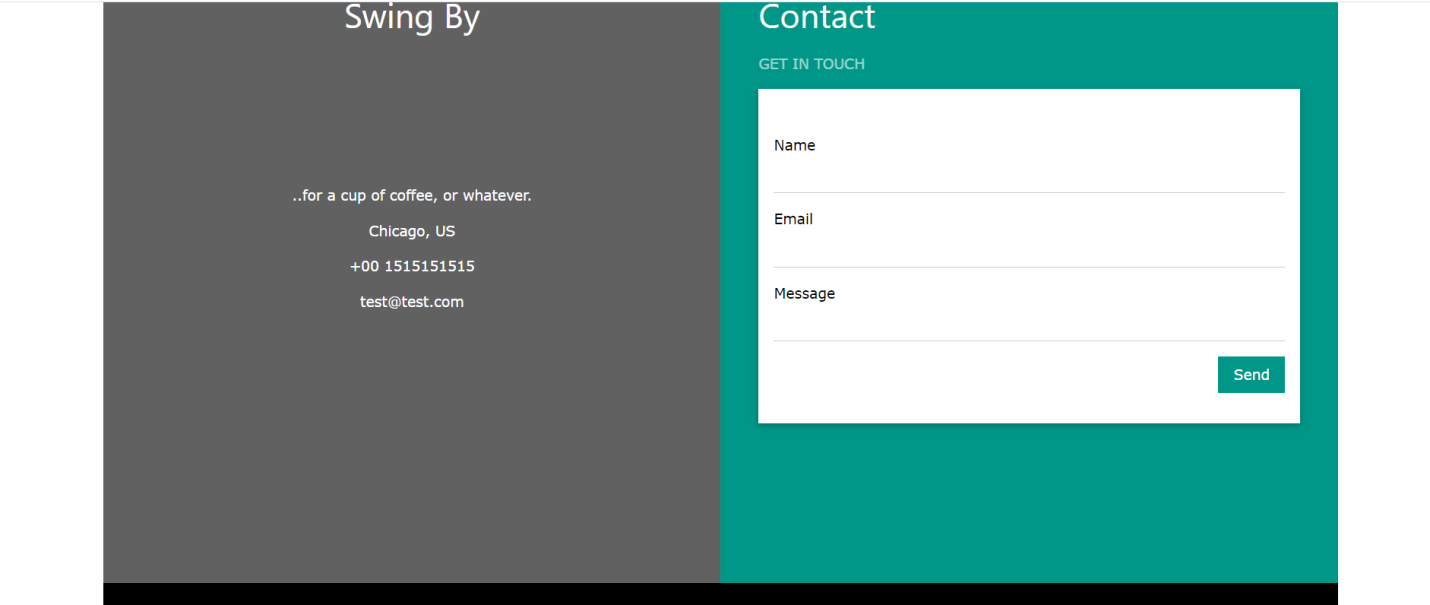 Swing By
..for a cup of coffee, or whatever.
Chicago, US
+00 1515151515
test@test.com
Contact
GET IN TOUCH
Name
Email
Message
Send